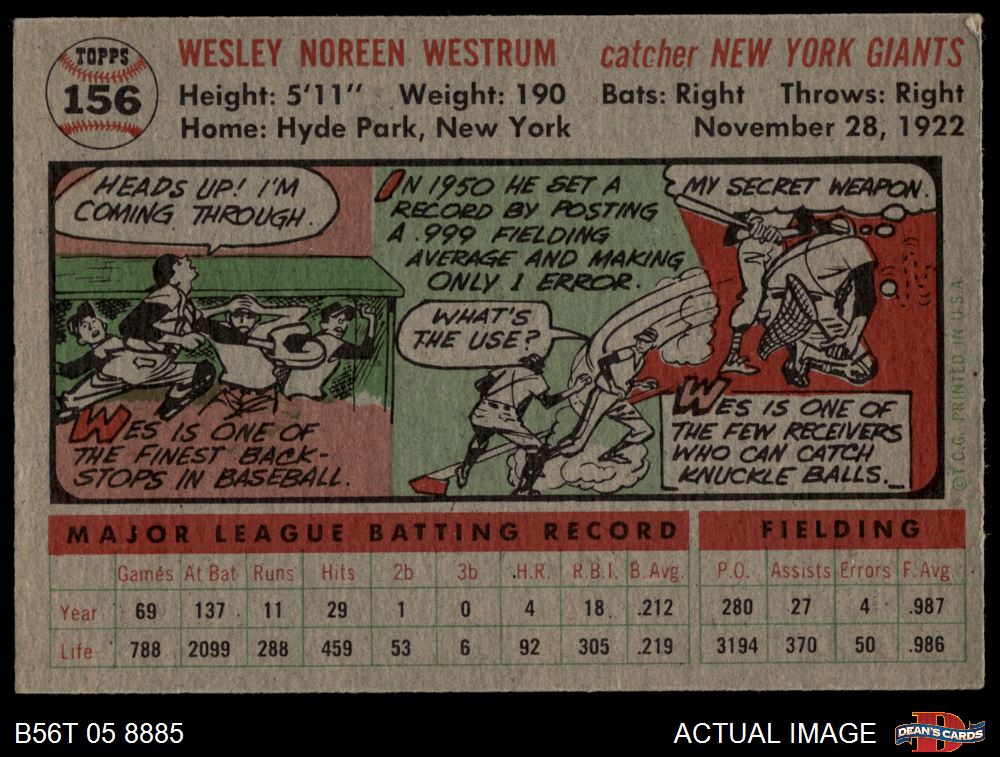 TOPPS
156
WESLEY NOREEN WESTRUM catcher NEW YORK GIANTS
Height: 5'11'' Weight: 190 Bats: Right Throws: Right
Home: Hyde Park, New York November 28, 1922
HEADS UP! I'M
COMING THROUGH.
WES IS ONE OF
THE FINEST BACK-
STOPS IN BASEBALL.
IN 1950 HE SET A
RECORD BY POSTING
A .999 FIELDING
AVERAGE AND MAKING
ONLY 1 ERROR.
WHAT'S
THE USE?
MY SECRET WEAPON.
WES IS ONE OF
THE FEW RECEIVERS
WHO CAN CATCH
KNUCKLE BALLS.
©T.C.G. PRINTED IN U.S.A.
MAJOR LEAGUE BATTING RECORD FIELDING
Games At Bat Runs Hits 2b 3b H.R. R.B.I. B.Avg. P.O. Assists Errors F.Avg.
Year 69 137 11 29 1 0 4 18 .212 280 27 4 .987
Life 788 2099 288 459 53 6 92 305 .219 3194 370 50 .986
B56T 05 8885 ACTUAL IMAGE DEAN'S CARDS